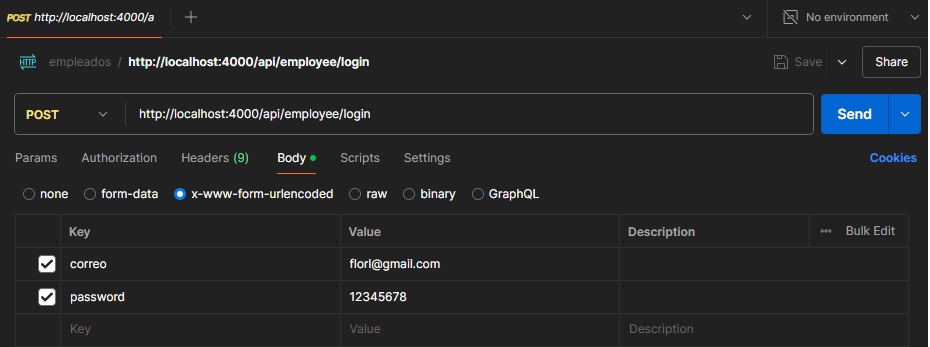 POST http://localhost:4000/a No environment
HTTP empleados / http://localhost:4000/api/employee/login Save Share
POST http://localhost:4000/api/employee/login Send
Params Authorization Headers (9) Body Scripts Settings Cookies
none form-data x-www-form-urlencoded raw binary GraphQL
Key Value Description Bulk Edit
correo florl@gmail.com
password 12345678
Key Value Description